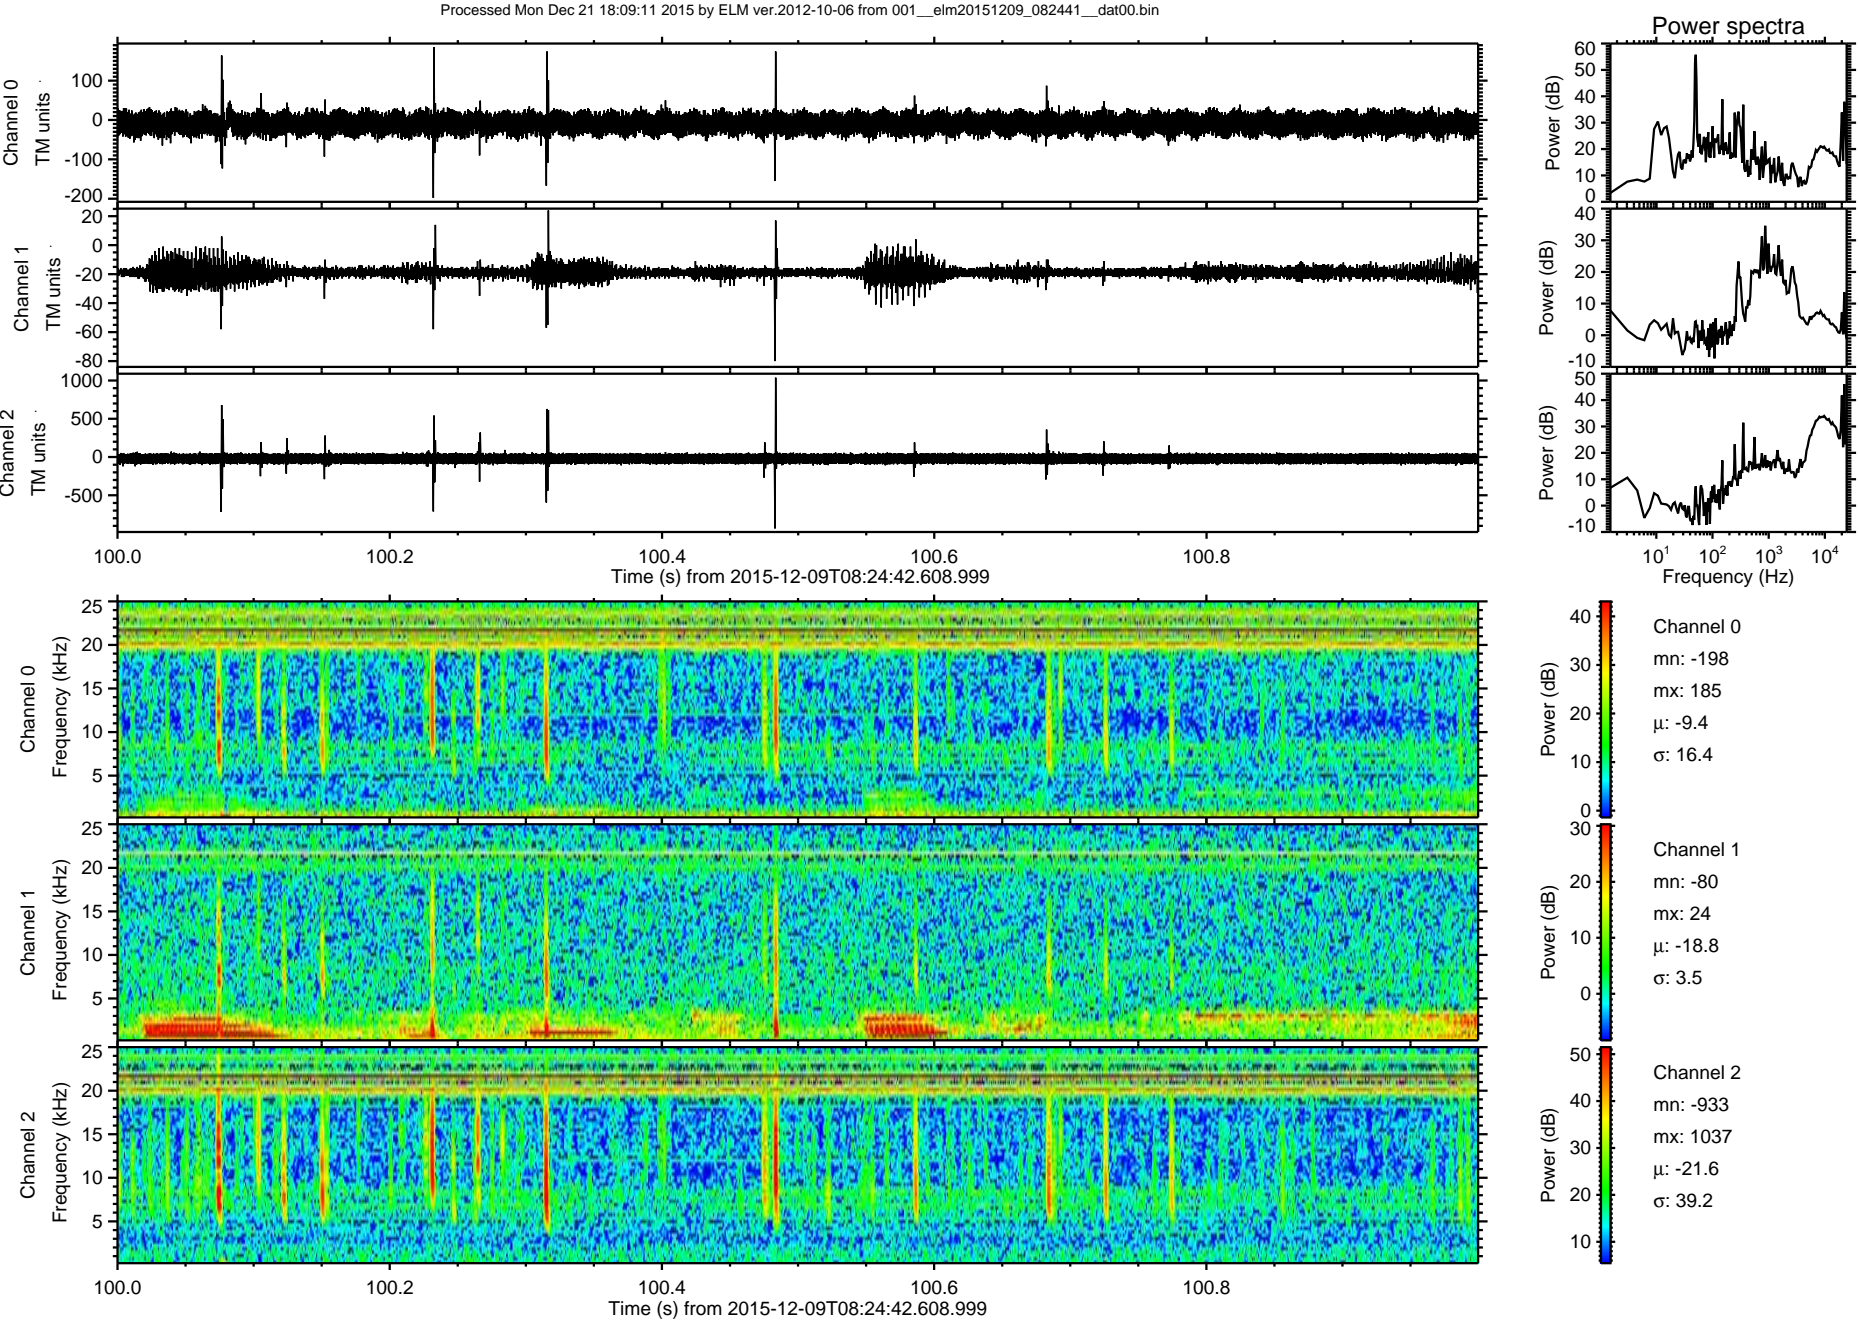 Processed Mon Dec 21 18:09:11 2015 by ELM ver.2012-10-06 from 001__elm20151209_082441__dat00.bin
Power spectra
Channel 0
TM units
100
0
-100
-200
Power (dB)
60
50
40
30
20
10
0
Channel 1
TM units
20
0
-20
-40
-60
-80
Power (dB)
40
30
20
10
0
-10
Channel 2
TM units
1000
500
0
-500
Power (dB)
50
40
30
20
10
0
-10
100.0 100.2 100.4 100.6 100.8
Time (s) from 2015-12-09T08:24:42.608.999
10^1 10^2 10^3 10^4
Frequency (Hz)
Channel 0
Frequency (kHz)
25
20
15
10
5
Power (dB)
40
30
20
10
0
Channel 0
mn: -198
mx: 185
μ: -9.4
σ: 16.4
Channel 1
Frequency (kHz)
25
20
15
10
5
Power (dB)
30
20
10
0
Channel 1
mn: -80
mx: 24
μ: -18.8
σ: 3.5
Channel 2
Frequency (kHz)
25
20
15
10
5
Power (dB)
50
40
30
20
10
Channel 2
mn: -933
mx: 1037
μ: -21.6
σ: 39.2
100.0 100.2 100.4 100.6 100.8
Time (s) from 2015-12-09T08:24:42.608.999